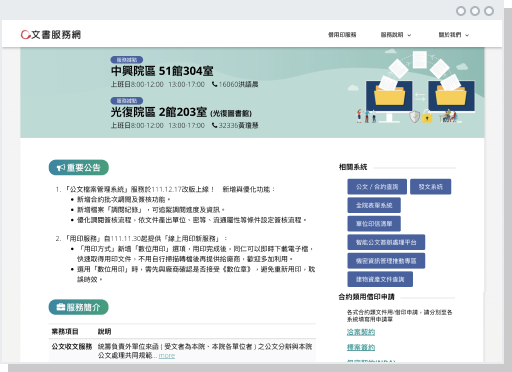 文書服務網
借用印服務 服務說明 關於我們
服務據點
中興院區 51館304室
上班日8:00-12:00 13:00-17:00 16060洪語晨
服務據點
光復院區 2館203室 (光復圖書館)
上班日8:00-12:00 13:00-17:00 32336黃瓊慧
重要公告
1. 「公文檔案管理系統」服務於111.12.17改版上線！ 新增與優化功能：
新增合約批次調閱及簽核功能。
新增檔案「調閱記錄」，可追蹤調閱進度及資訊。
優化調閱簽核流程，依文件產出單位、密等、流通屬性等條件設定簽核流程。
2. 「用印服務」自111.11.30起提供「線上用印新服務」：
「用印方式」新增「數位用印」選項，用印完成後，同仁可以即時下載電子檔，
快速取得用印文件、不用自行掃描轉檔後再提供給廠商，歡迎多加利用。
選用「數位用印」時，需先與廠商確認是否接受《數位章》，避免重新用印，耽
誤時效。
服務簡介
業務項目 說明
公文收文服務 統籌負責外單位來函 ( 受文者為本院、本院各單位者 ) 之公文分辦與本院
公文處理共同規範... more
相關系統
公文 / 合約查詢 發文系統
全院表單系統
單位印信清單
智能公文簽辦處理平台
機密資訊管理推動專區
建物資產文件查詢
合約類用借印申請
各式合約類文件用/借印申請，請分別至各
系統填寫用申請單
洽案契約
標案簽約